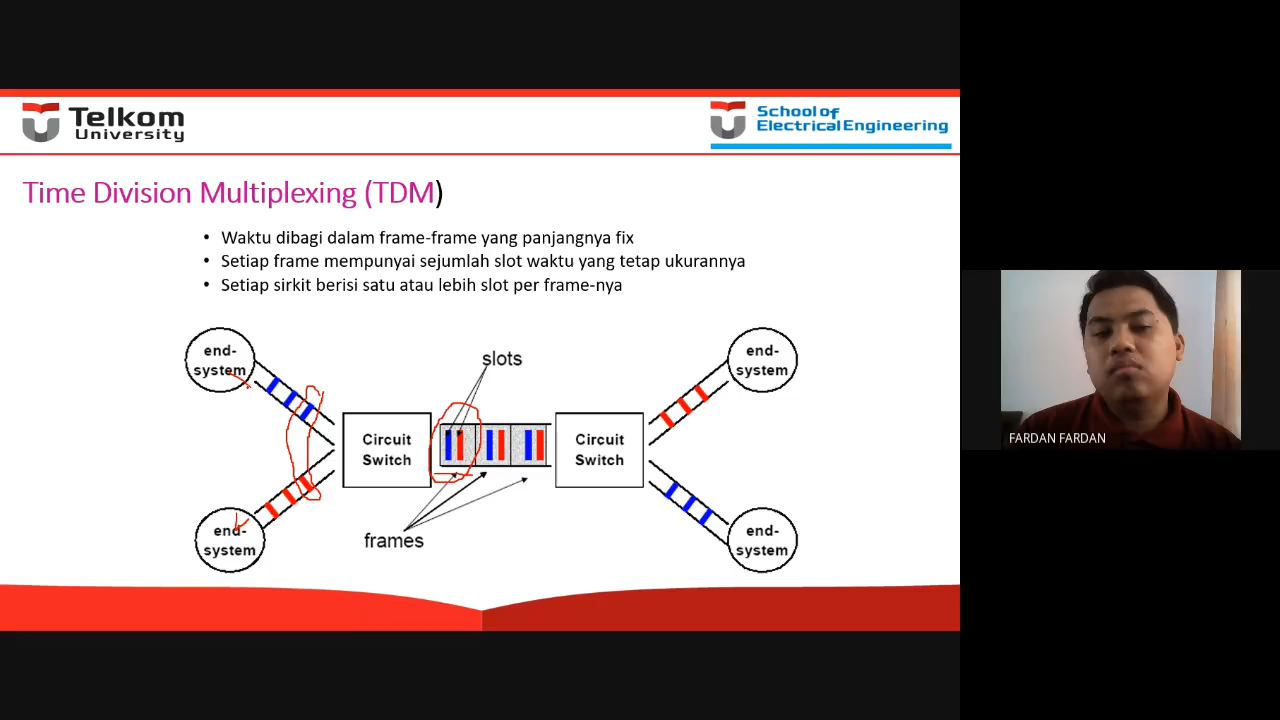 Telkom
University
School of
Electrical Engineering
Time Division Multiplexing (TDM)
• Waktu dibagi dalam frame-frame yang panjangnya fix
• Setiap frame mempunyai sejumlah slot waktu yang tetap ukurannya
• Setiap sirkit berisi satu atau lebih slot per frame-nya
end-
system
slots
end-
system
Circuit
Switch
Circuit
Switch
FARDAN FARDAN
end-
system
frames
end-
system